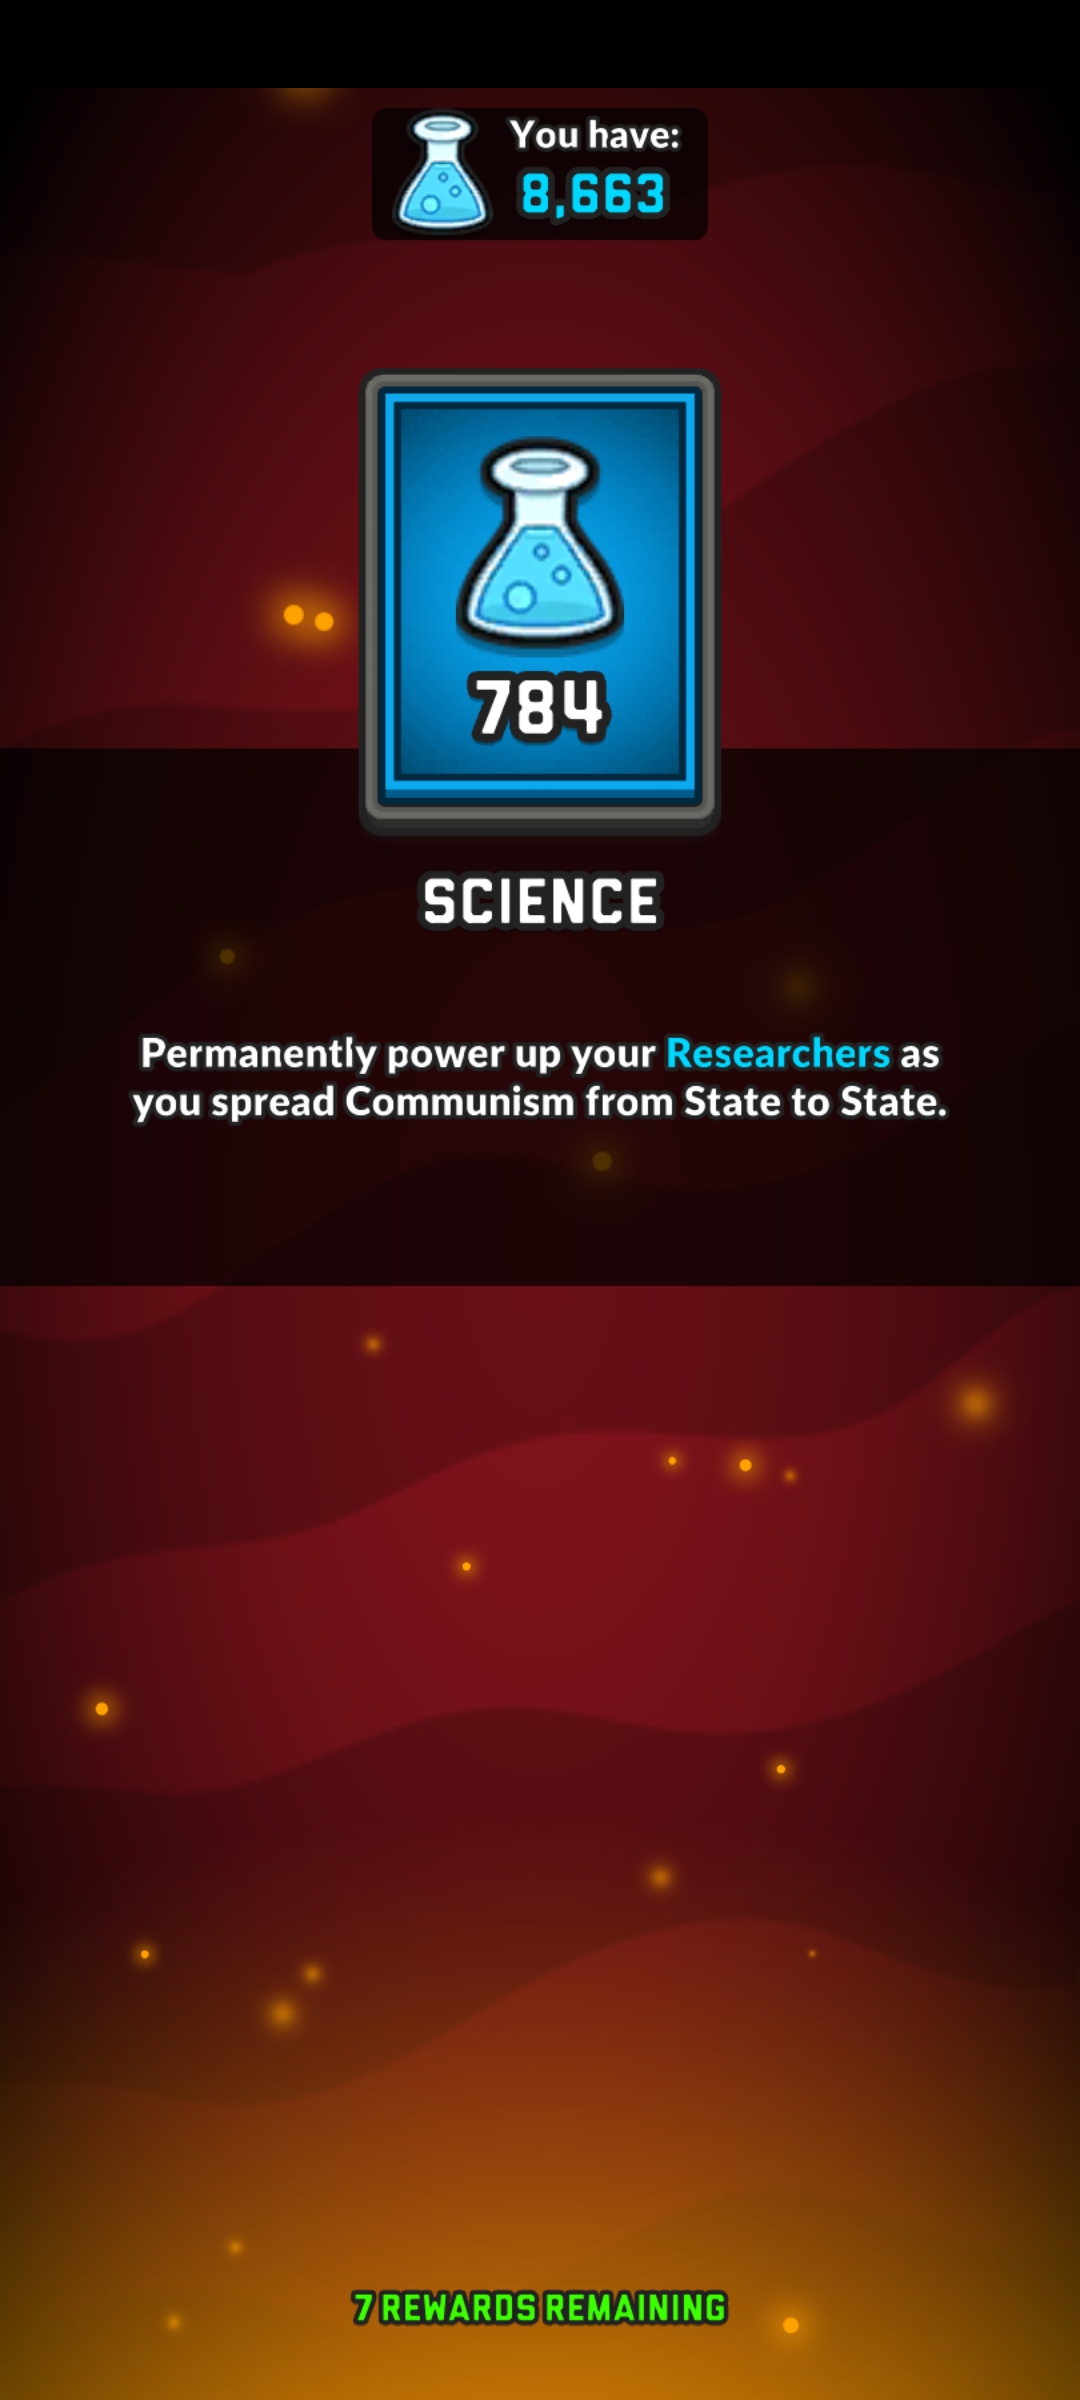 You have:
8,663
784
SCIENCE
Permanently power up your Researchers as
you spread Communism from State to State.
7 REWARDS REMAINING